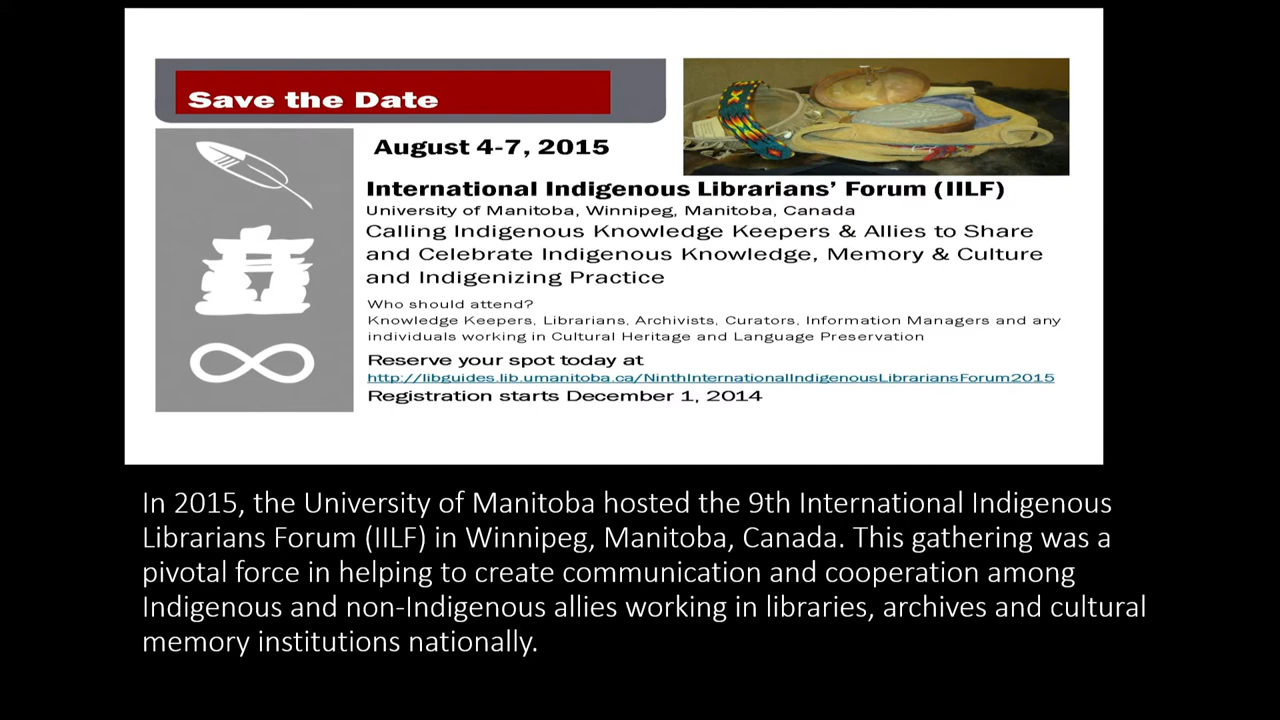 Save the Date
August 4-7, 2015
International Indigenous Librarians’ Forum (IILF)
University of Manitoba, Winnipeg, Manitoba, Canada
Calling Indigenous Knowledge Keepers & Allies to Share
and Celebrate Indigenous Knowledge, Memory & Culture
and Indigenizing Practice
Who should attend?
Knowledge Keepers, Librarians, Archivists, Curators, Information Managers and any
individuals working in Cultural Heritage and Language Preservation
Reserve your spot today at
http://libguides.lib.umanitoba.ca/NinthInternationalIndigenousLibrariansForum2015
Registration starts December 1, 2014
In 2015, the University of Manitoba hosted the 9th International Indigenous
Librarians Forum (IILF) in Winnipeg, Manitoba, Canada. This gathering was a
pivotal force in helping to create communication and cooperation among
Indigenous and non-Indigenous allies working in libraries, archives and cultural
memory institutions nationally.